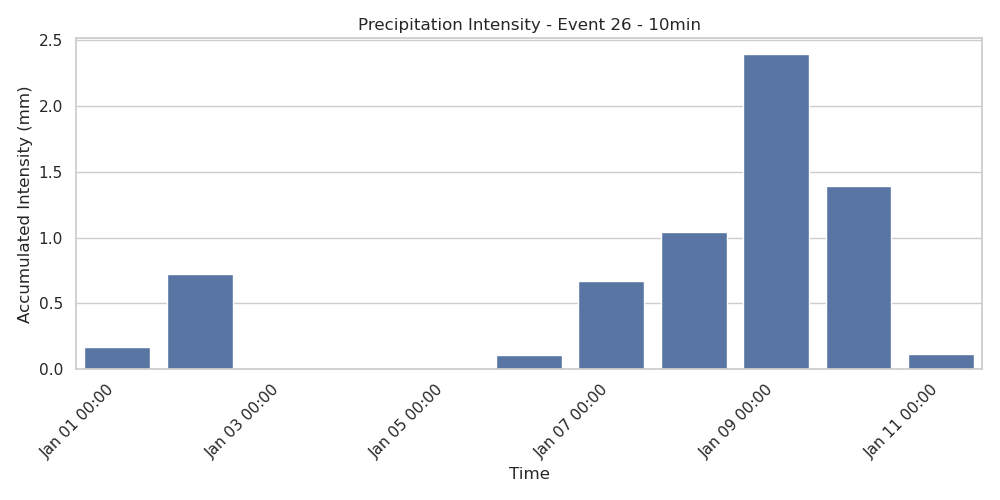 Precipitation Intensity - Event 26 - 10min
Accumulated Intensity (mm)
2.5
2.0
1.5
1.0
0.5
0.0
Jan 01 00:00
Jan 03 00:00
Jan 05 00:00
Jan 07 00:00
Jan 09 00:00
Jan 11 00:00
Time